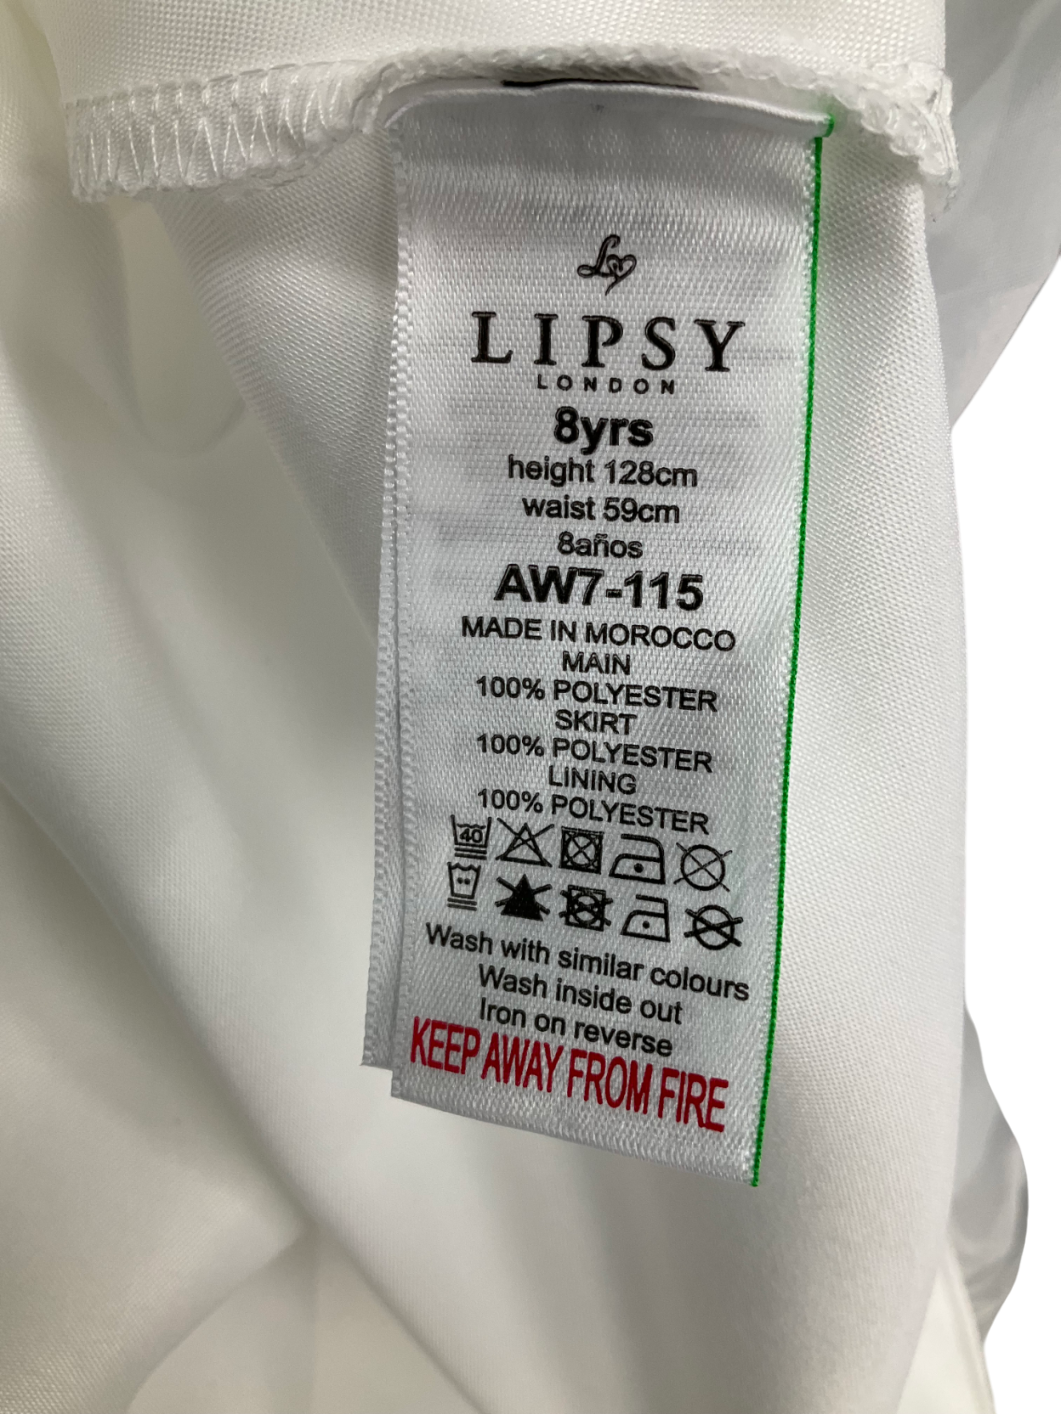 LIPSY
LONDON
8yrs
height 128cm
waist 59cm
8años
AW7-115
MADE IN MOROCCO
MAIN
100% POLYESTER
SKIRT
100% POLYESTER
LINING
100% POLYESTER
40
Wash with similar colours
Wash inside out
Iron on reverse
KEEP AWAY FROM FIRE